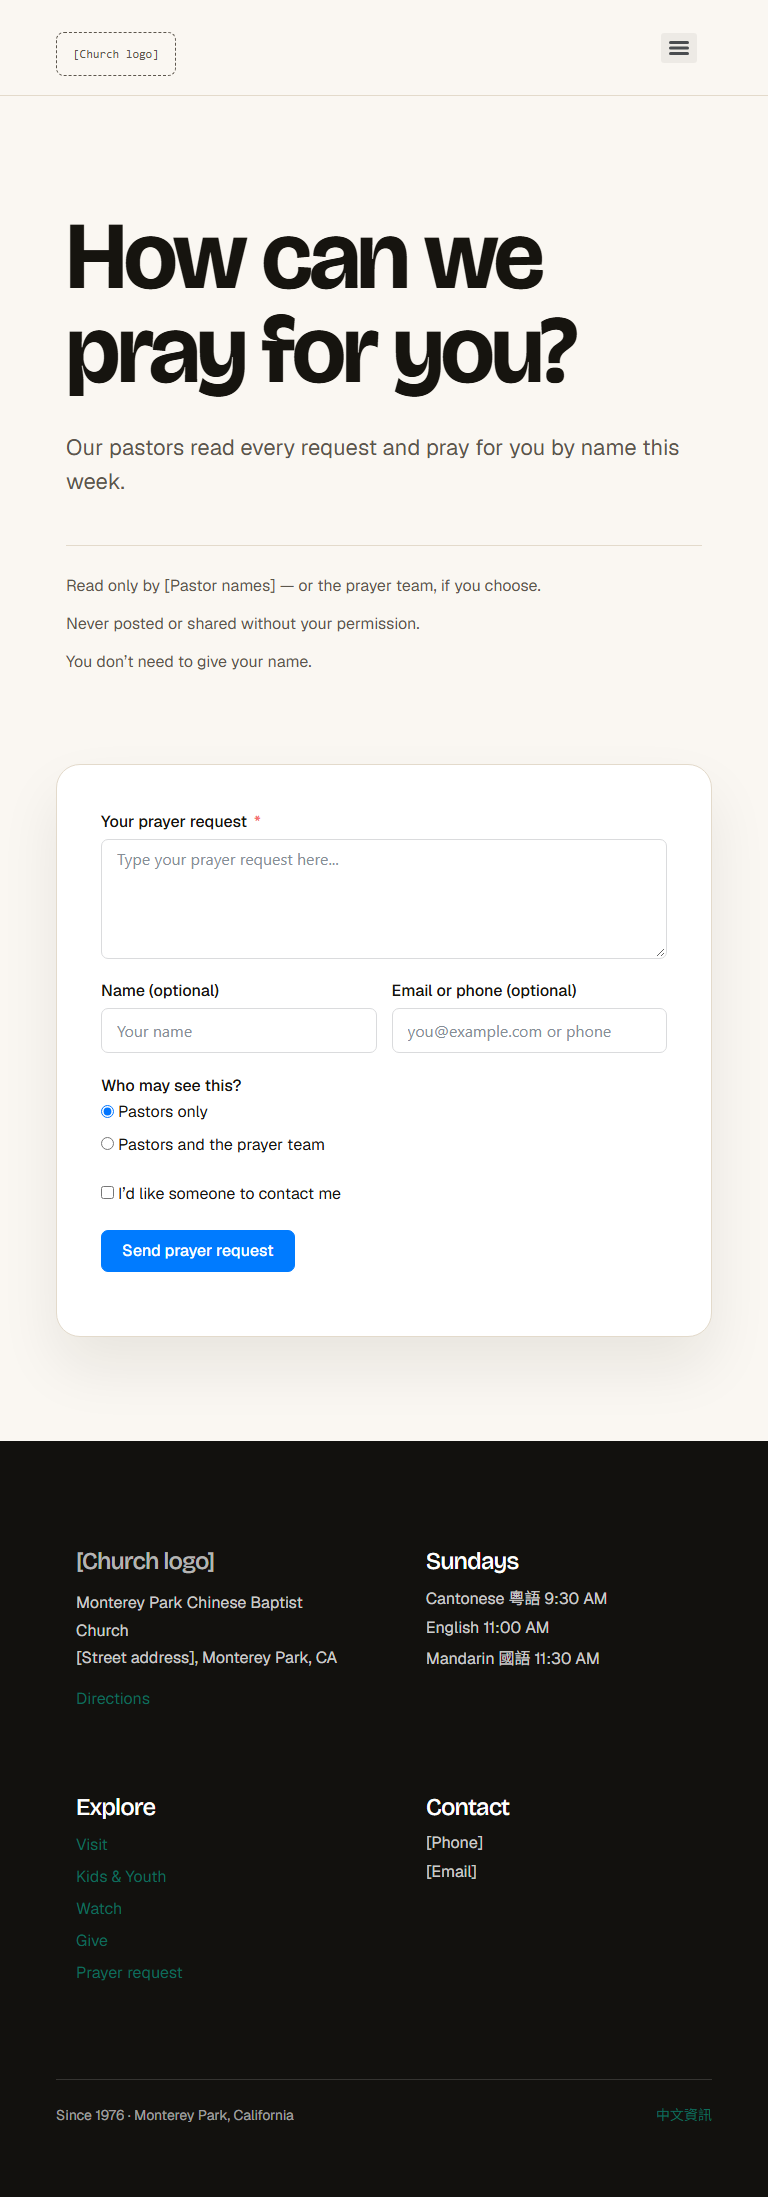 [Church logo]
How can we
pray for you?
Our pastors read every request and pray for you by name this
week.
Read only by [Pastor names] — or the prayer team, if you choose.
Never posted or shared without your permission.
You don’t need to give your name.
Your prayer request *
Type your prayer request here...
Name (optional)
Email or phone (optional)
Your name
you@example.com or phone
Who may see this?
Pastors only
Pastors and the prayer team
I’d like someone to contact me
Send prayer request
[Church logo]
Monterey Park Chinese Baptist
Church
[Street address], Monterey Park, CA
Directions
Sundays
Cantonese 粵語 9:30 AM
English 11:00 AM
Mandarin 國語 11:30 AM
Explore
Visit
Kids & Youth
Watch
Give
Prayer request
Contact
[Phone]
[Email]
Since 1976 · Monterey Park, California
中文資訊